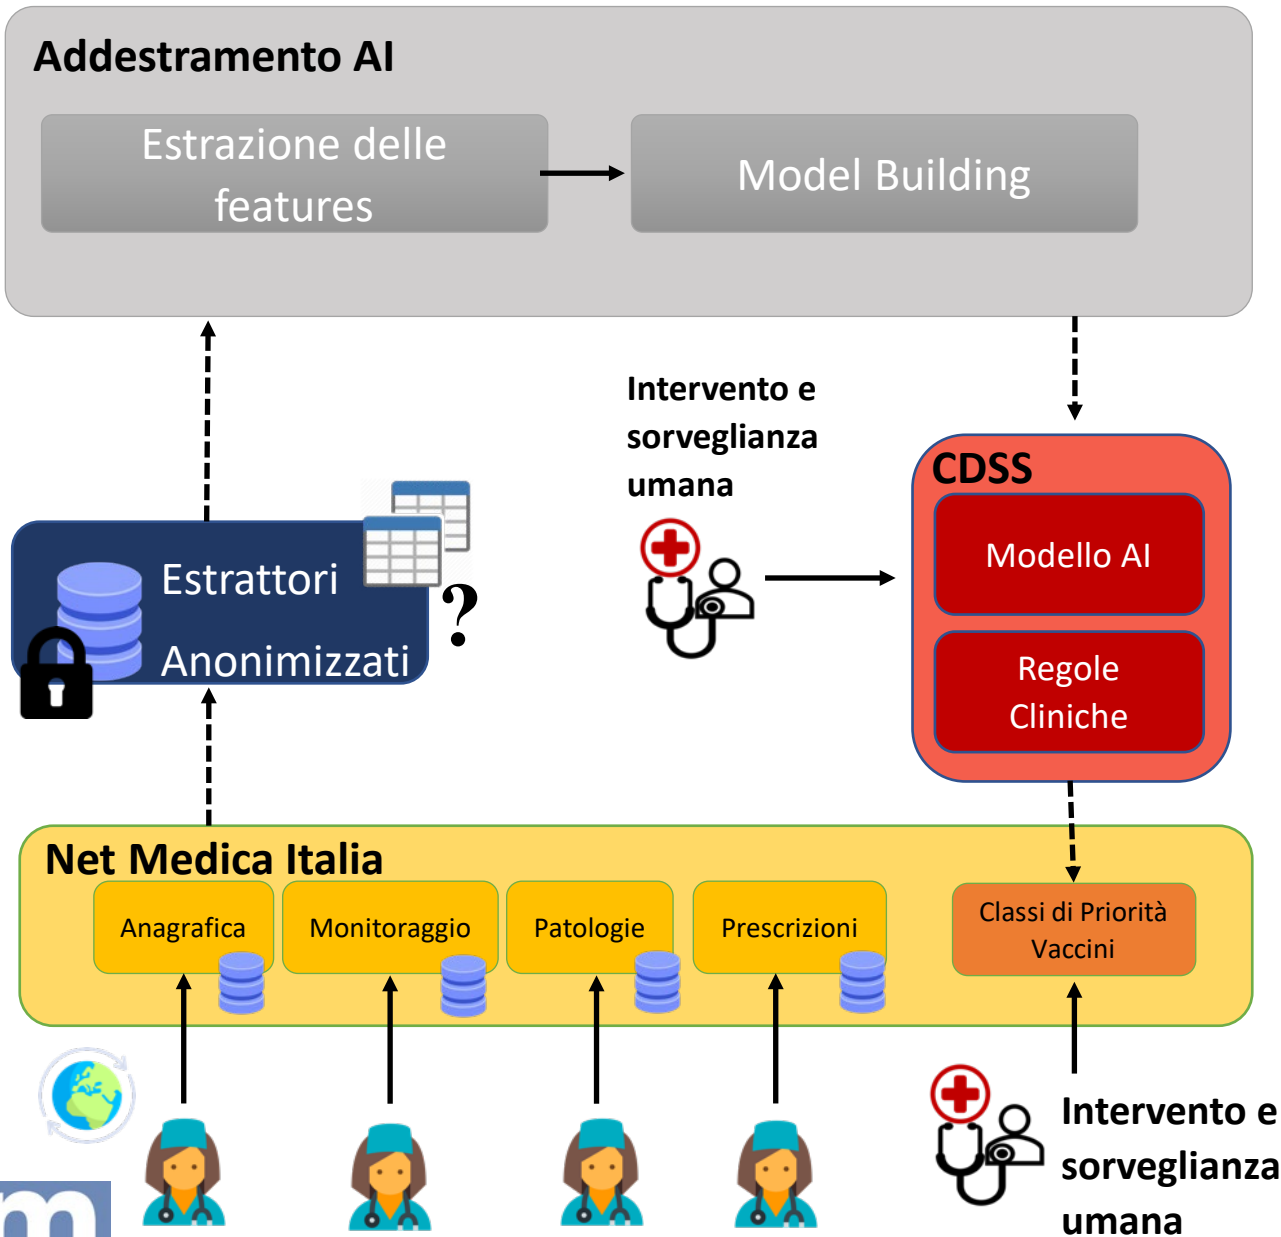 Addestramento AI
Estrazione delle
features
Model Building
Intervento e
sorveglianza
umana
CDSS
Modello AI
Regole
Cliniche
Estrattori
Anonimizzati
?
Net Medica Italia
Anagrafica
Monitoraggio
Patologie
Prescrizioni
Classi di Priorità
Vaccini
Intervento e
sorveglianza
umana
m